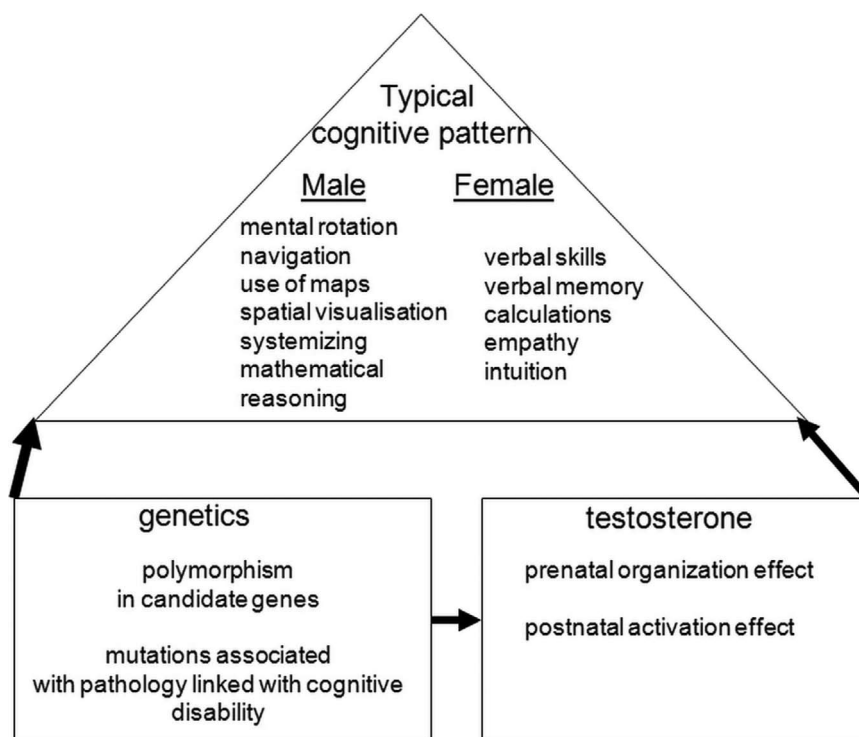 Typical
cognitive pattern
Male
Female
mental rotation
navigation
use of maps
spatial visualisation
systemizing
mathematical
reasoning
verbal skills
verbal memory
calculations
empathy
intuition
genetics
polymorphism
in candidate genes
mutations associated
with pathology linked with cognitive
disability
testosterone
prenatal organization effect
postnatal activation effect